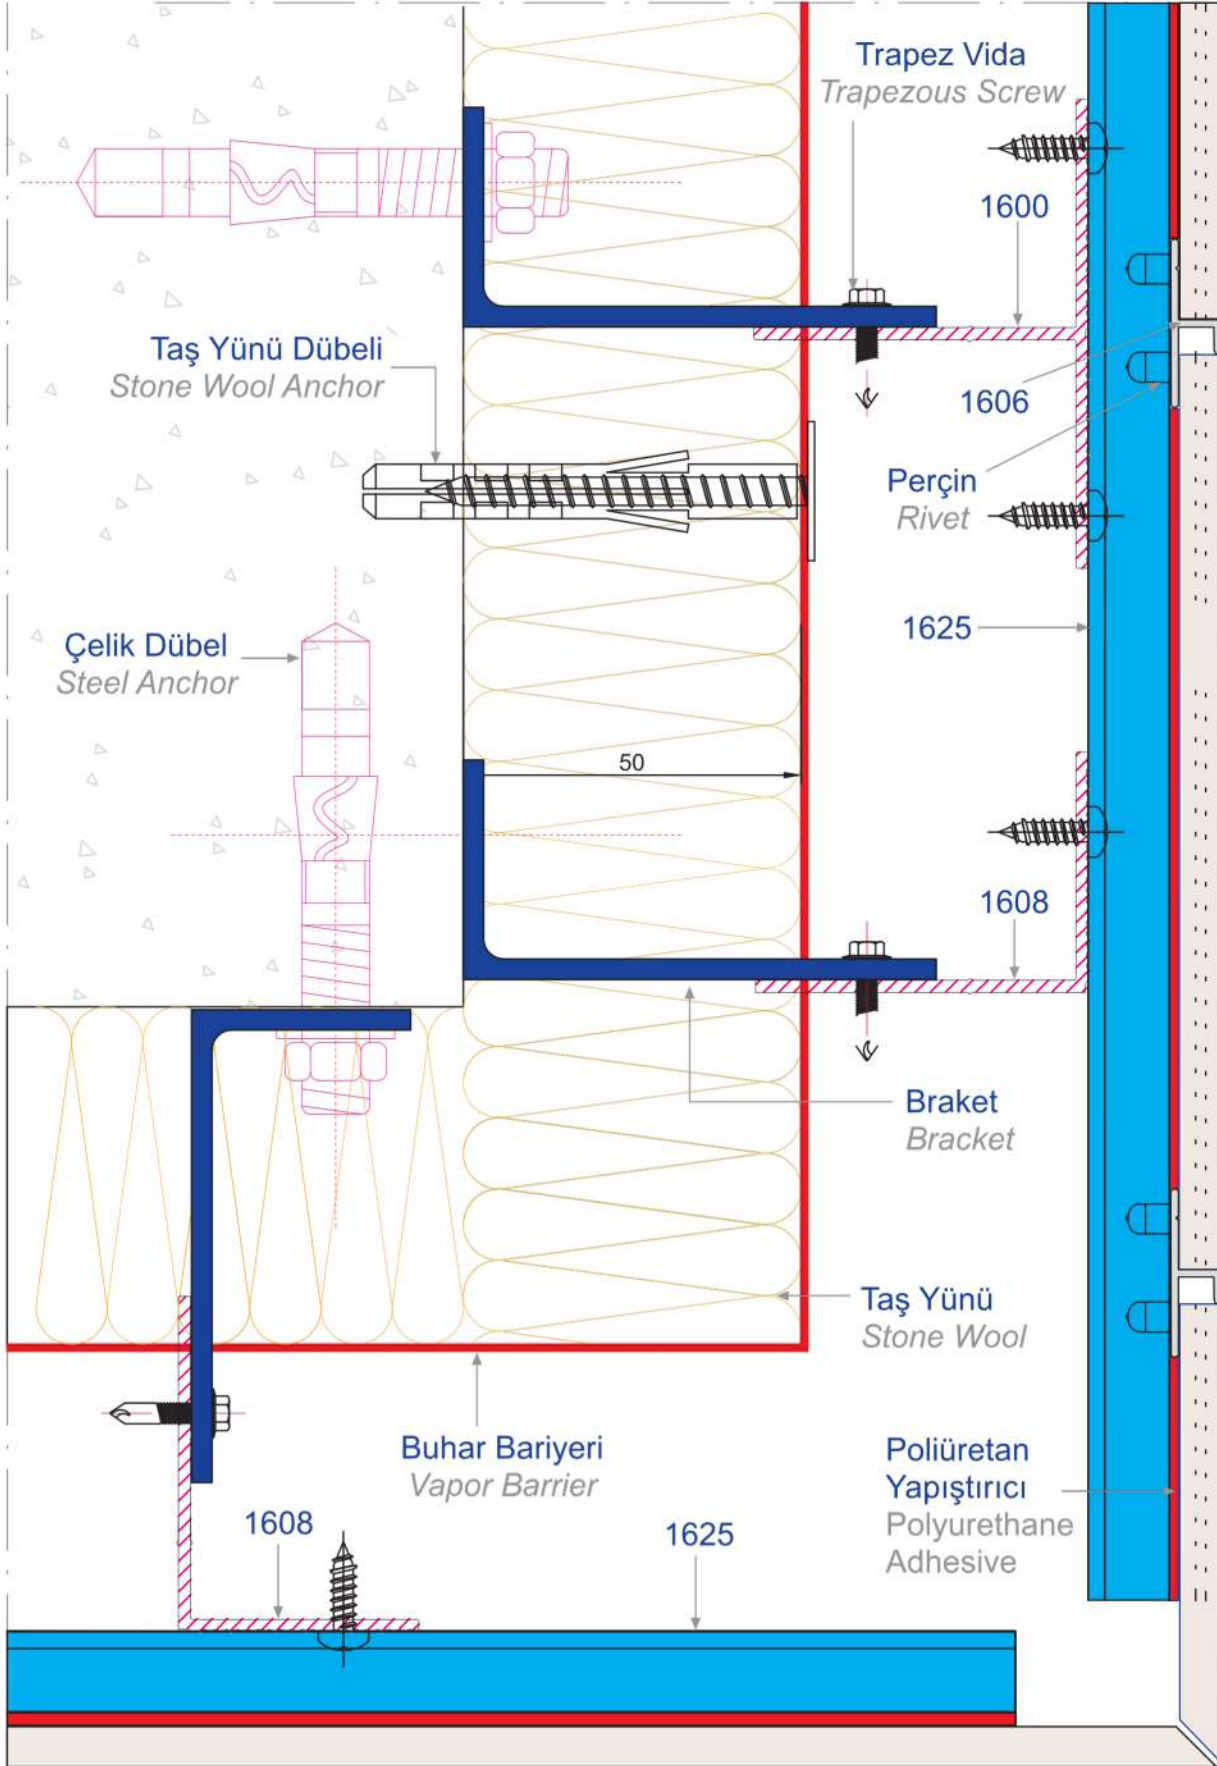 Trapez Vida
Trapezous Screw
1600
Taş Yünü Dübeli
Stone Wool Anchor
1606
Perçin
Rivet
1625
Çelik Dübel
Steel Anchor
50
1608
Braket
Bracket
Taş Yünü
Stone Wool
Buhar Bariyeri
Vapor Barrier
Poliüretan
Yapıştırıcı
Polyurethane
Adhesive
1608
1625